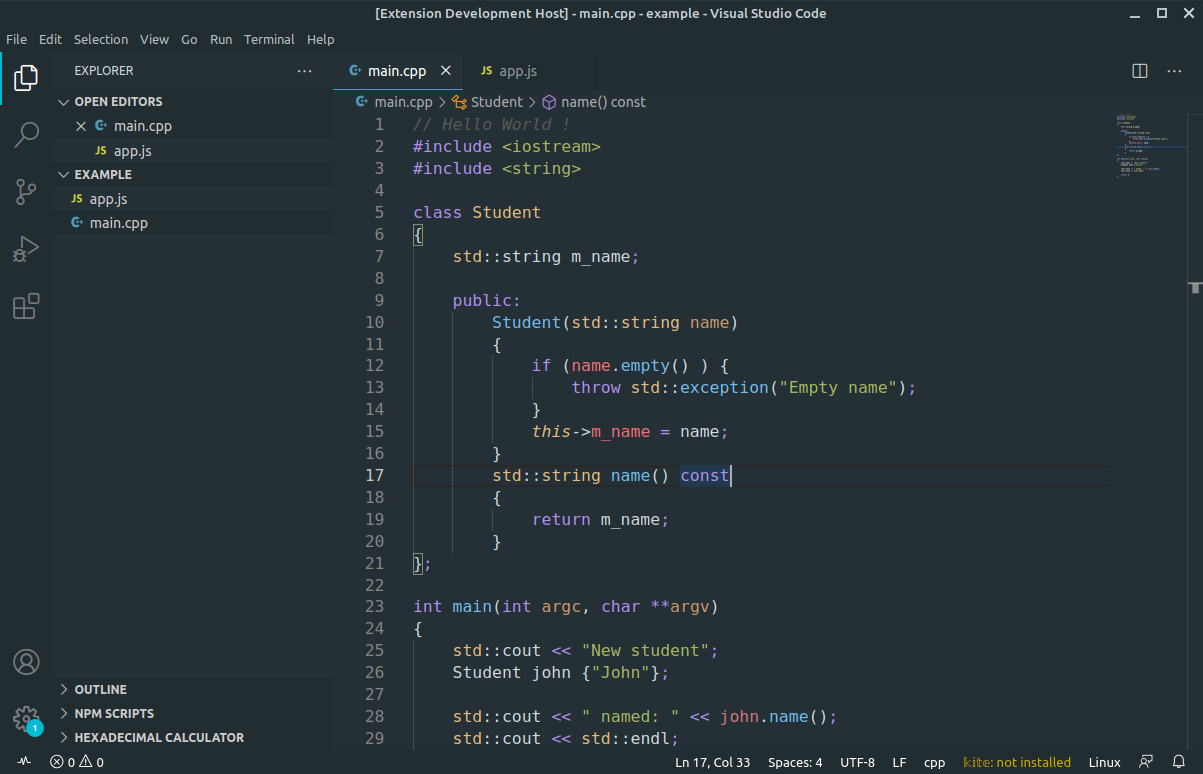 [Extension Development Host] - main.cpp - example - Visual Studio Code
File Edit Selection View Go Run Terminal Help
EXPLORER
OPEN EDITORS
main.cpp
JS app.js
EXAMPLE
JS app.js
main.cpp
OUTLINE
NPM SCRIPTS
HEXADECIMAL CALCULATOR
1
main.cpp JS app.js
main.cpp > Student > name() const
1 // Hello World !
2 #include <iostream>
3 #include <string>
4
5 class Student
6 {
7     std::string m_name;
8
9     public:
10         Student(std::string name)
11         {
12             if (name.empty() ) {
13                 throw std::exception("Empty name");
14             }
15             this->m_name = name;
16         }
17         std::string name() const
18         {
19             return m_name;
20         }
21 };
22
23 int main(int argc, char **argv)
24 {
25     std::cout << "New student";
26     Student john {"John"};
27
28     std::cout << " named: " << john.name();
29     std::cout << std::endl;
0 0 Ln 17, Col 33 Spaces: 4 UTF-8 LF cpp kite: not installed Linux